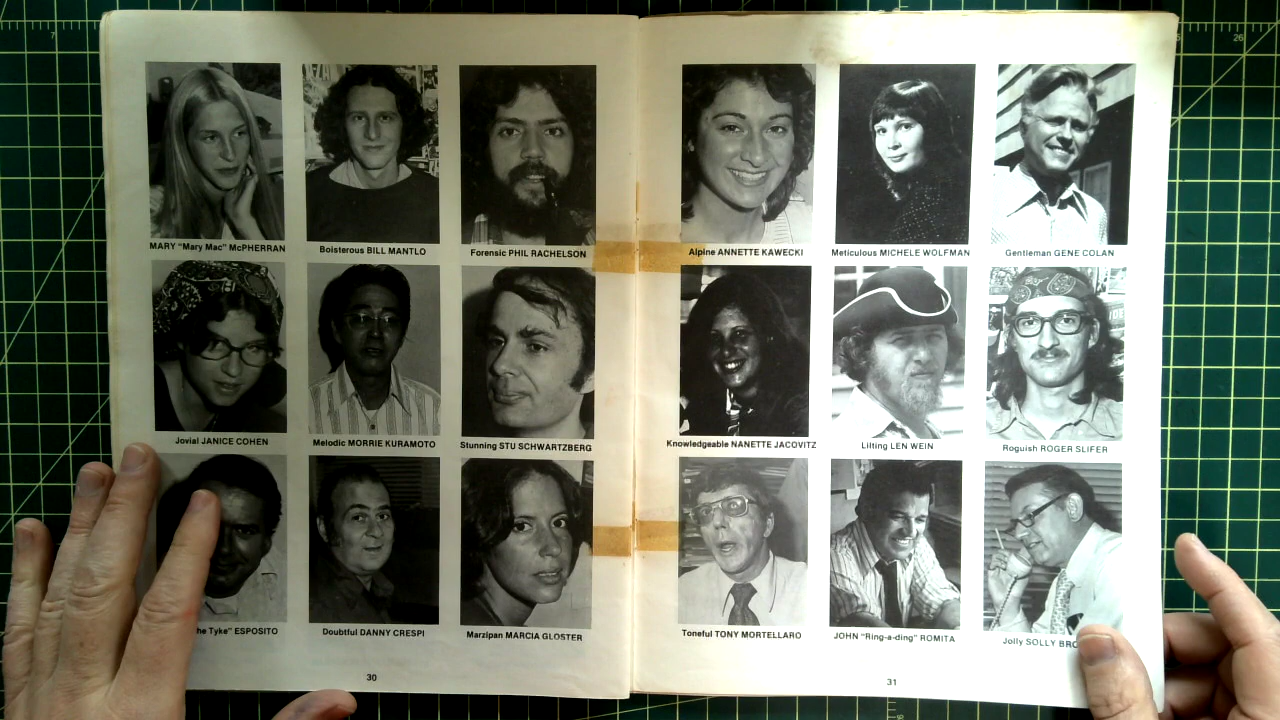 MARY "Mary Mac" McPHERRAN
Boisterous BILL MANTLO
Forensic PHIL RACHELSON
Jovial JANICE COHEN
Melodic MORRIE KURAMOTO
Stunning STU SCHWARTZBERG
Tyke" ESPOSITO
Doubtful DANNY CRESPI
Marzipan MARCIA GLOSTER
30
Alpine ANNETTE KAWECKI
Meticulous MICHELE WOLFMAN
Gentleman GENE COLAN
Knowledgeable NANETTE JACOVITZ
Lilting LEN WEIN
Roguish ROGER SLIFER
Toneful TONY MORTELLARO
JOHN "Ring-a-ding" ROMITA
Jolly SOLLY
31